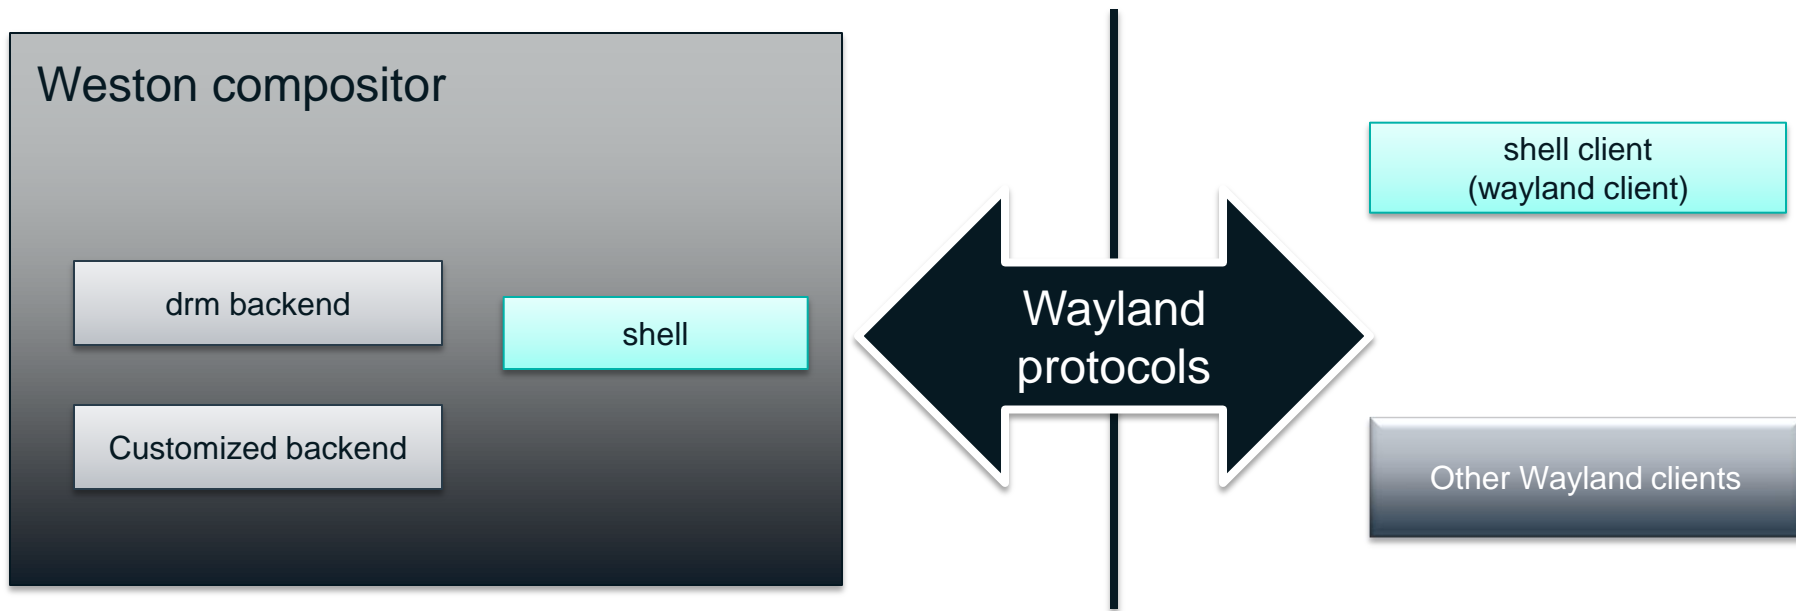 Weston compositor
drm backend
Customized backend
shell
Wayland
protocols
shell client
(wayland client)
Other Wayland clients